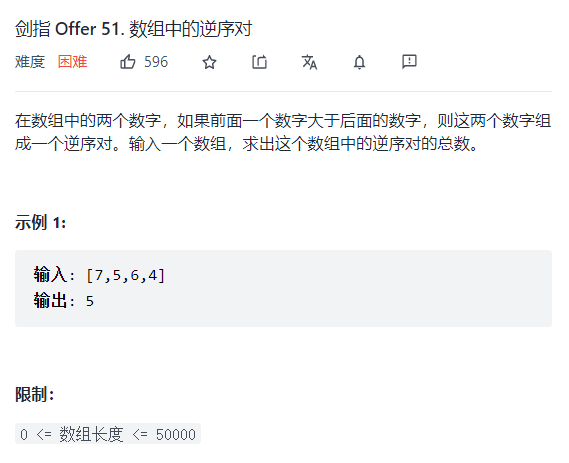 剑指 Offer 51. 数组中的逆序对
难度 困难 596
在数组中的两个数字，如果前面一个数字大于后面的数字，则这两个数字组
成一个逆序对。输入一个数组，求出这个数组中的逆序对的总数。
示例 1:
输入: [7,5,6,4]
输出: 5
限制：
0 <= 数组长度 <= 50000